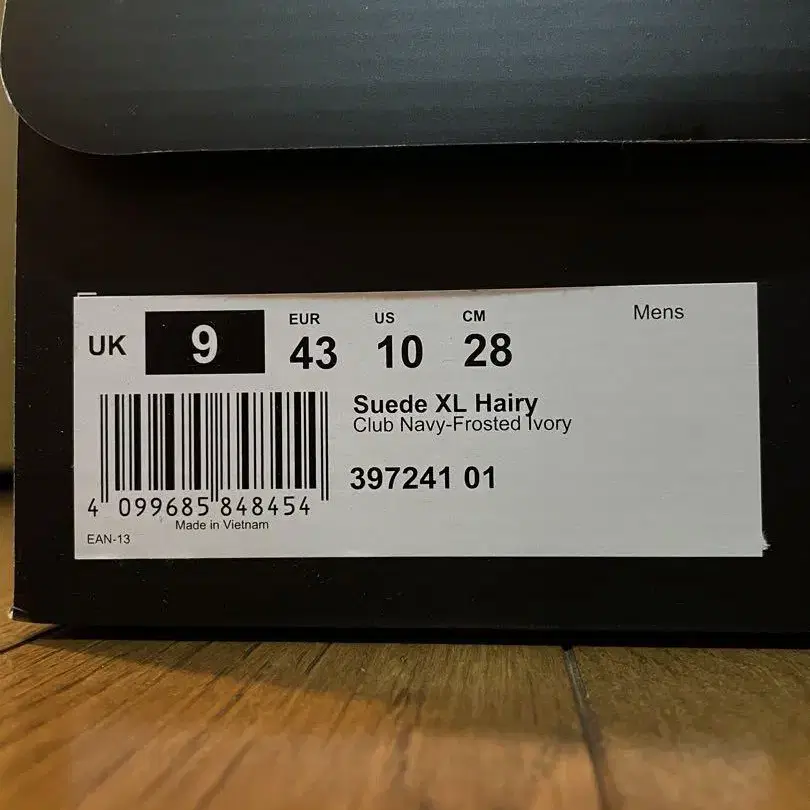 UK 9
EUR US CM Mens
43 10 28
Suede XL Hairy
Club Navy-Frosted Ivory
397241 01
4 099685 848454
Made in Vietnam
EAN-13